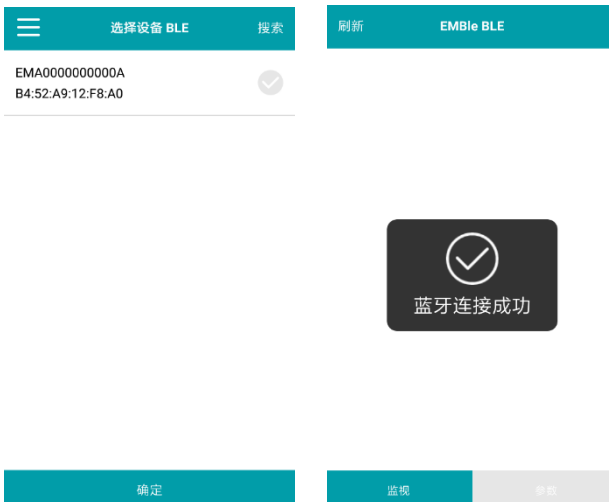 选择设备 BLE
搜索
EMA0000000000A
B4:52:A9:12:F8:A0
确定
刷新
EMBle BLE
蓝牙连接成功
监视
参数